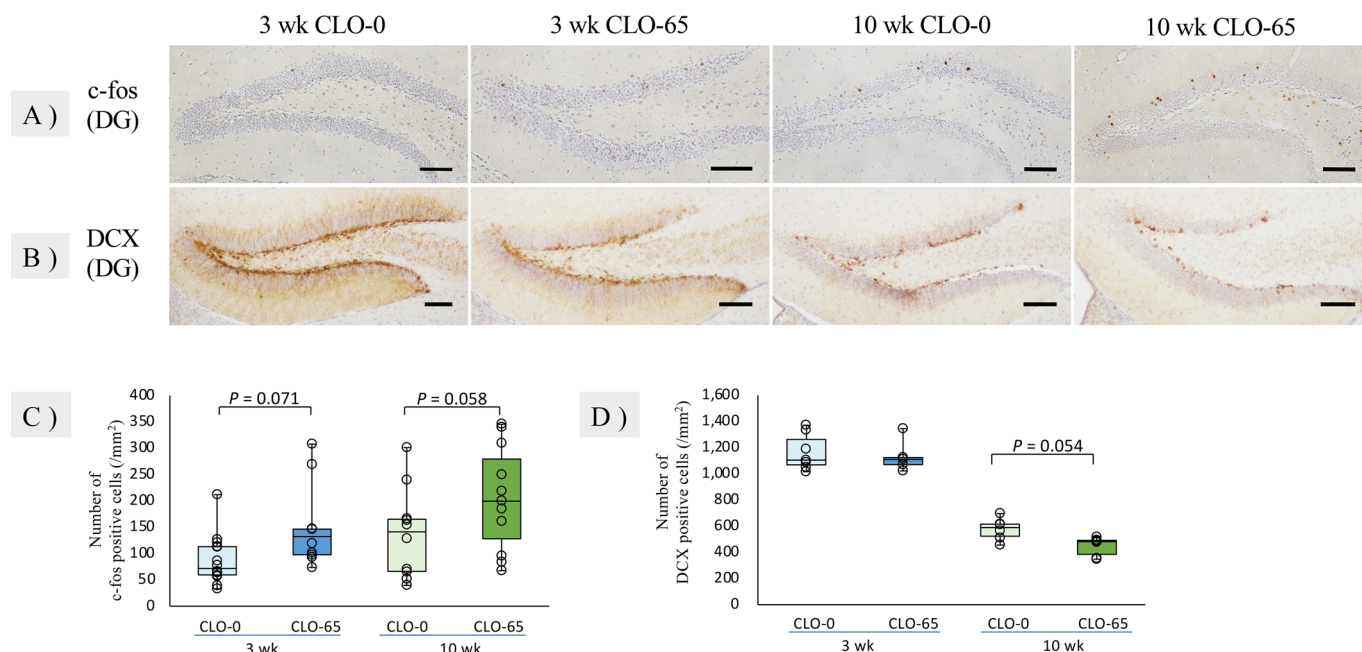 3 wk CLO-0 3 wk CLO-65 10 wk CLO-0 10 wk CLO-65
A )
c-fos
(DG)
B )
DCX
(DG)
C )
Number of
c-fos positive cells (/mm²)
400
350
300
250
200
150
100
50
0
P = 0.071
P = 0.058
CLO-0 CLO-65 CLO-0 CLO-65
3 wk 10 wk
D )
Number of
DCX positive cells (/mm²)
1,600
1,400
1,200
1,000
800
600
400
200
0
P = 0.054
CLO-0 CLO-65 CLO-0 CLO-65
3 wk 10 wk